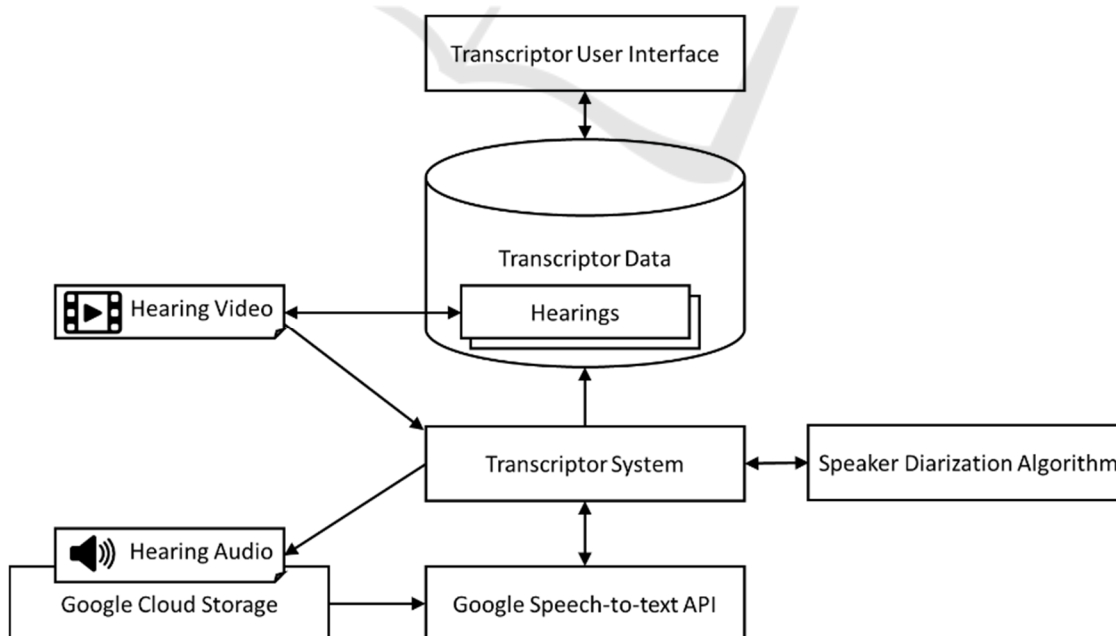 Transcriptor User Interface
Transcriptor Data
Hearing Video
Hearings
Transcriptor System
Speaker Diarization Algorithm
Hearing Audio
Google Cloud Storage
Google Speech-to-text API